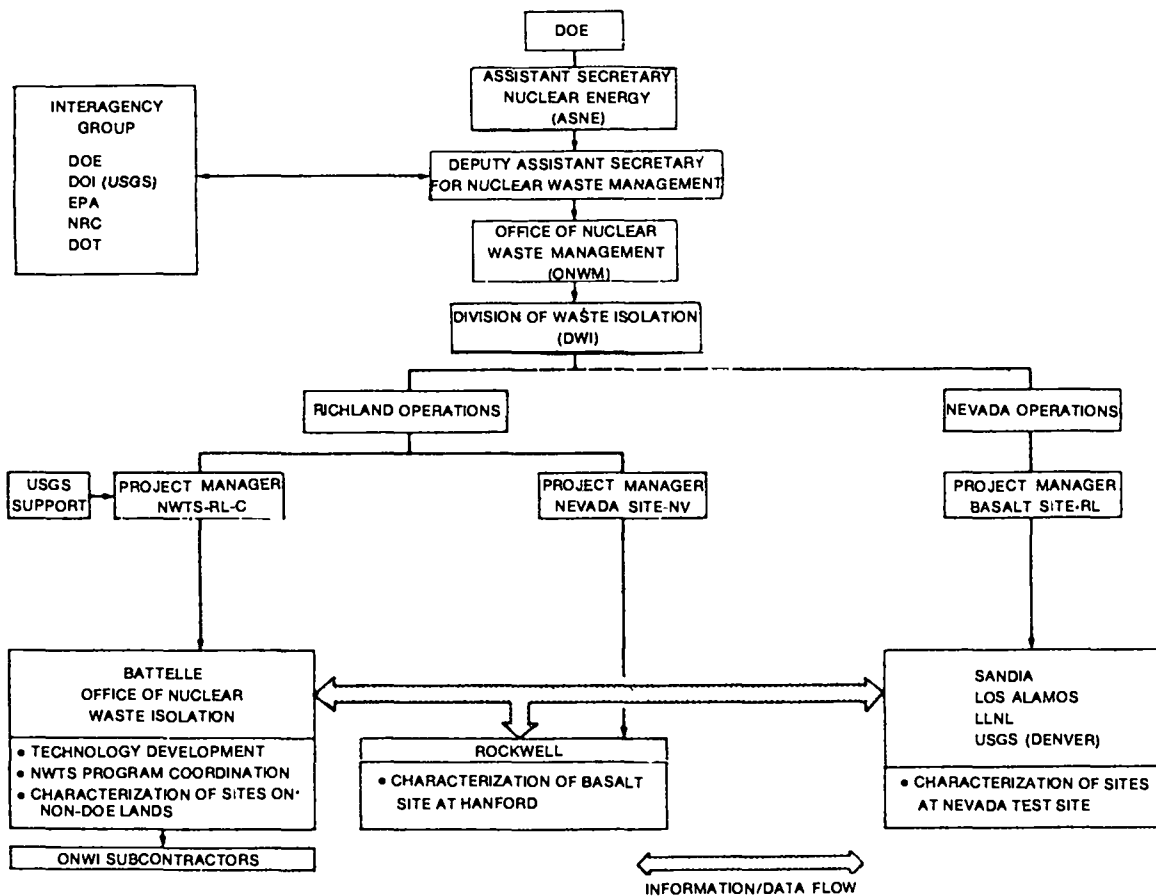 DOE
ASSISTANT SECRETARY
NUCLEAR ENERGY
(ASNE)
INTERAGENCY
GROUP
DOE
DOI (USGS)
EPA
NRC
DOT
DEPUTY ASSISTANT SECRETARY
FOR NUCLEAR WASTE MANAGEMENT
OFFICE OF NUCLEAR
WASTE MANAGEMENT
(ONWM)
DIVISION OF WASTE ISOLATION
(DWI)
RICHLAND OPERATIONS
NEVADA OPERATIONS
USGS
SUPPORT
PROJECT MANAGER
NWTS-RL-C
PROJECT MANAGER
NEVADA SITE-NV
PROJECT MANAGER
BASALT SITE-RL
BATTELLE
OFFICE OF NUCLEAR
WASTE ISOLATION
• TECHNOLOGY DEVELOPMENT
• NWTS PROGRAM COORDINATION
• CHARACTERIZATION OF SITES ON-
NON-DOE LANDS
ONWI SUBCONTRACTORS
ROCKWELL
• CHARACTERIZATION OF BASALT
SITE AT HANFORD
SANDIA
LOS ALAMOS
LLNL
USGS (DENVER)
• CHARACTERIZATION OF SITES
AT NEVADA TEST SITE
INFORMATION/DATA FLOW